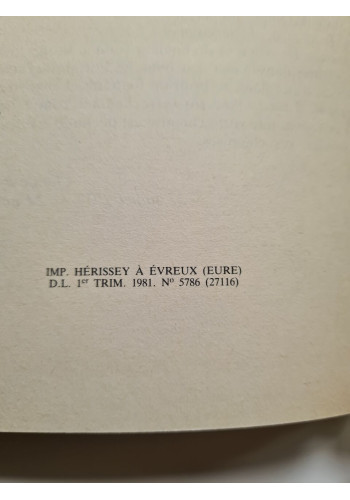 IMP. HÉRISSEY À ÉVREUX (EURE)
D.L. 1er TRIM. 1981. No 5786 (27116)